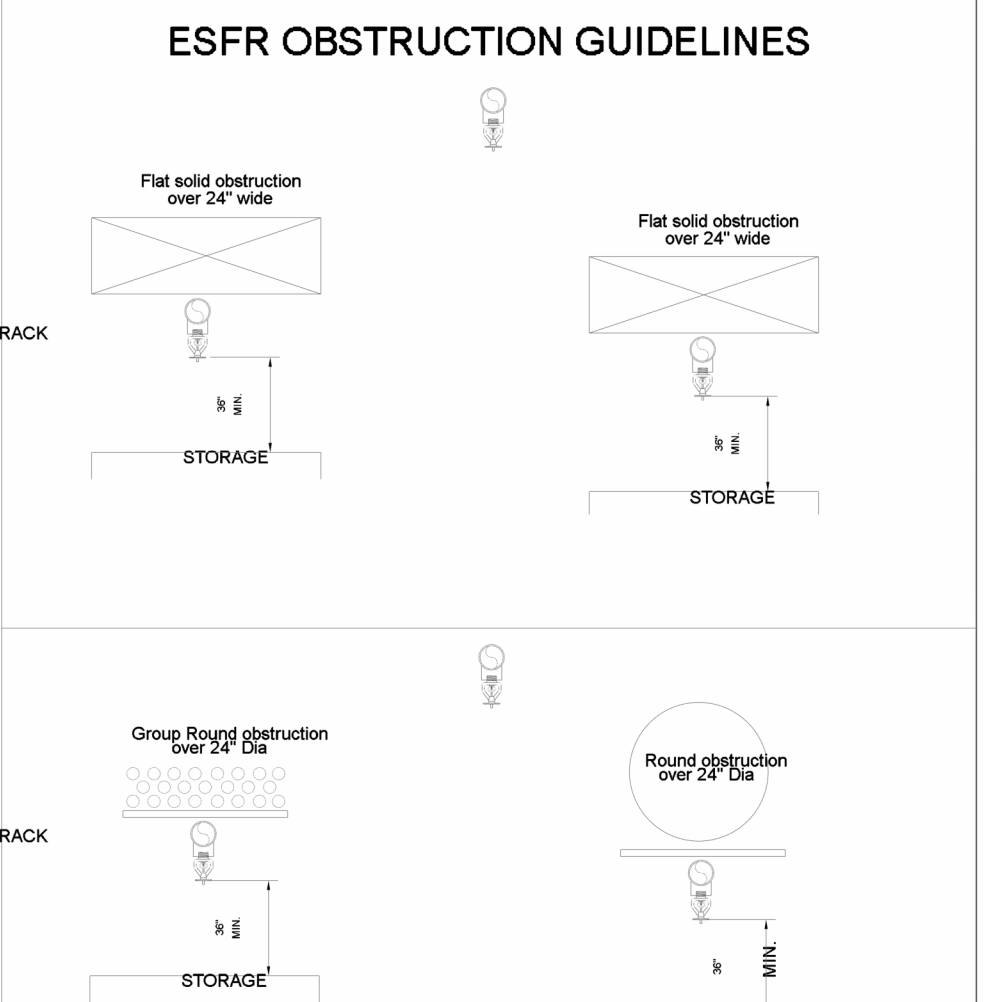 ESFR OBSTRUCTION GUIDELINES
Flat solid obstruction
over 24" wide
Flat solid obstruction
over 24" wide
RACK
36"
MIN.
STORAGE
36"
MIN.
STORAGE
Group Round obstruction
over 24" Dia
Round obstruction
over 24" Dia
RACK
36"
MIN.
STORAGE
36"
MIN.